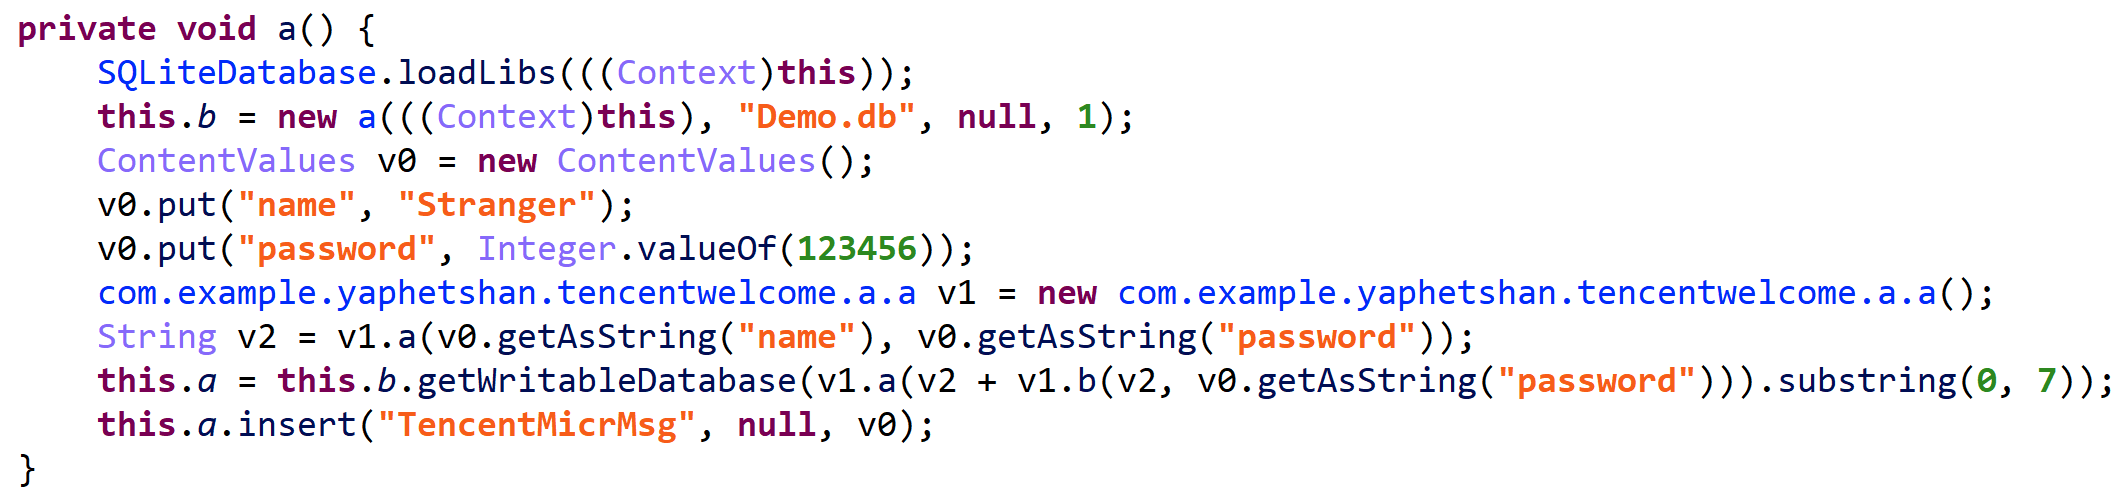 private void a() {
    SQLiteDatabase.loadLibs(((Context)this));
    this.b = new a(((Context)this), "Demo.db", null, 1);
    ContentValues v0 = new ContentValues();
    v0.put("name", "Stranger");
    v0.put("password", Integer.valueOf(123456));
    com.example.yaphetshan.tencentwelcome.a.a v1 = new com.example.yaphetshan.tencentwelcome.a.a();
    String v2 = v1.a(v0.getAsString("name"), v0.getAsString("password"));
    this.a = this.b.getWritableDatabase(v1.a(v2 + v1.b(v2, v0.getAsString("password"))).substring(0, 7));
    this.a.insert("TencentMicrMsg", null, v0);
}